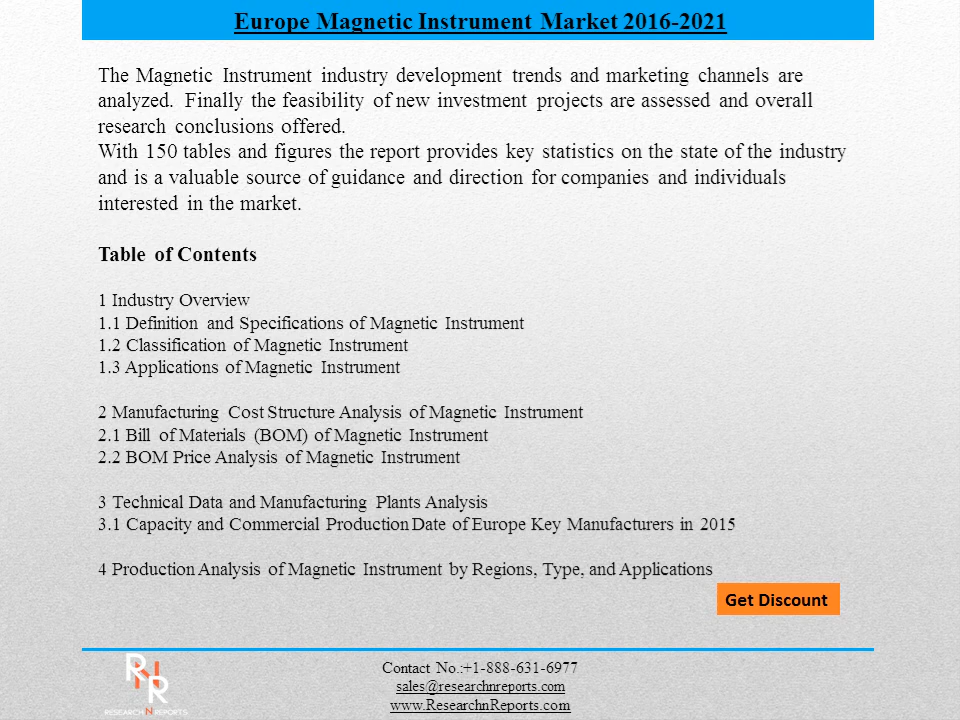 Europe Magnetic Instrument Market 2016-2021
The Magnetic Instrument industry development trends and marketing channels are
analyzed. Finally the feasibility of new investment projects are assessed and overall
research conclusions offered.
With 150 tables and figures the report provides key statistics on the state of the industry
and is a valuable source of guidance and direction for companies and individuals
interested in the market.
Table of Contents
1 Industry Overview
1.1 Definition and Specifications of Magnetic Instrument
1.2 Classification of Magnetic Instrument
1.3 Applications of Magnetic Instrument
2 Manufacturing Cost Structure Analysis of Magnetic Instrument
2.1 Bill of Materials (BOM) of Magnetic Instrument
2.2 BOM Price Analysis of Magnetic Instrument
3 Technical Data and Manufacturing Plants Analysis
3.1 Capacity and Commercial Production Date of Europe Key Manufacturers in 2015
4 Production Analysis of Magnetic Instrument by Regions, Type, and Applications
Get Discount
RNR
RESEARCH N REPORTS
Contact No.:+1-888-631-6977
sales@researchnreports.com
www.ResearchnReports.com